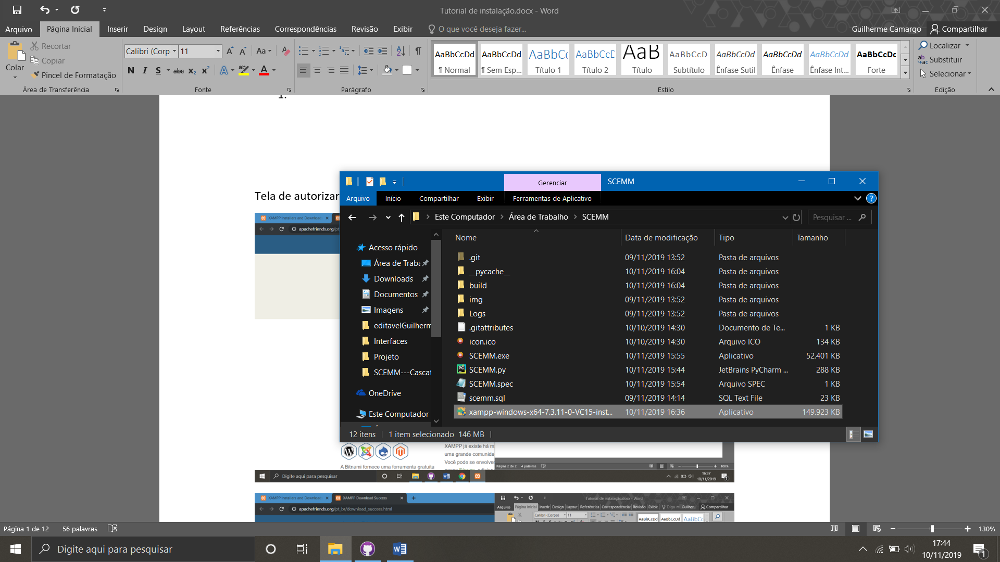 Tutorial de instalação.docx - Word
Arquivo
Página Inicial
Inserir
Design
Layout
Referências
Correspondências
Revisão
Exibir
O que você deseja fazer...
Guilherme Camargo
Compartilhar
Colar
Recortar
Copiar
Pincel de Formatação
Área de Transferência
Calibri (Corp
11
Aa
N I S abc x₂ x²
Fonte
Parágrafo
AaBbCcDd
¶ Normal
AaBbCcDd
¶ Sem Esp...
AaBbCc
Título 1
AaBbCcD
Título 2
AaB
Título
AaBbCcD
Subtítulo
AaBbCcDd
Ênfase Sutil
AaBbCcDd
Ênfase
AaBbCcDd
Ênfase Int...
AaBbCcDc
Forte
Estilo
Localizar
Substituir
Selecionar
Edição
1.
Tela de autorizar
XAMPP Installers and Download
apachefriends.org/pt
Gerenciar
SCEMM
Arquivo
Início
Compartilhar
Exibir
Ferramentas de Aplicativo
Este Computador > Área de Trabalho > SCEMM
Pesquisar ...
Acesso rápido
Área de Traba
Downloads
Documentos
Imagens
editavelGuilherm
Interfaces
Projeto
SCEMM---Cascat
OneDrive
Este Computador
Nome Data de modificação Tipo Tamanho
.git 09/11/2019 13:52 Pasta de arquivos
__pycache__ 10/11/2019 16:04 Pasta de arquivos
build 10/11/2019 16:04 Pasta de arquivos
img 09/11/2019 13:52 Pasta de arquivos
Logs 09/11/2019 13:52 Pasta de arquivos
.gitattributes 10/10/2019 14:30 Documento de Te... 1 KB
icon.ico 10/10/2019 14:30 Arquivo ICO 134 KB
SCEMM.exe 10/11/2019 15:55 Aplicativo 52.401 KB
SCEMM.py 10/11/2019 15:44 JetBrains PyCharm ... 288 KB
SCEMM.spec 10/11/2019 15:54 Arquivo SPEC 1 KB
scemm.sql 09/11/2019 14:14 SQL Text File 23 KB
xampp-windows-x64-7.3.11-0-VC15-inst... 10/11/2019 16:36 Aplicativo 149.923 KB
12 itens
1 item selecionado 146 MB
XAMPP já existe há m
uma grande comunida
Você pode se envolver
A Bitnami fornece uma ferramenta gratuita
Página 2 de 2 4 palavras
100%
Digite aqui para pesquisar
16:37
10/11/2019
XAMPP Installers and Download
XAMPP Download Success
apachefriends.org/pt_br/download_success.html
Tutorial de instalação.docx - Word
Arquivo Página Inicial Inserir Design Layout Referências Correspondências Revisão Exibir Diga Guilher... Compartilhar
Calibri (Corpo) 11
AaBbCcDd AaBbCcDd AaBbC
Página 1 de 12
56 palavras
130%
Digite aqui para pesquisar
17:44
10/11/2019
1